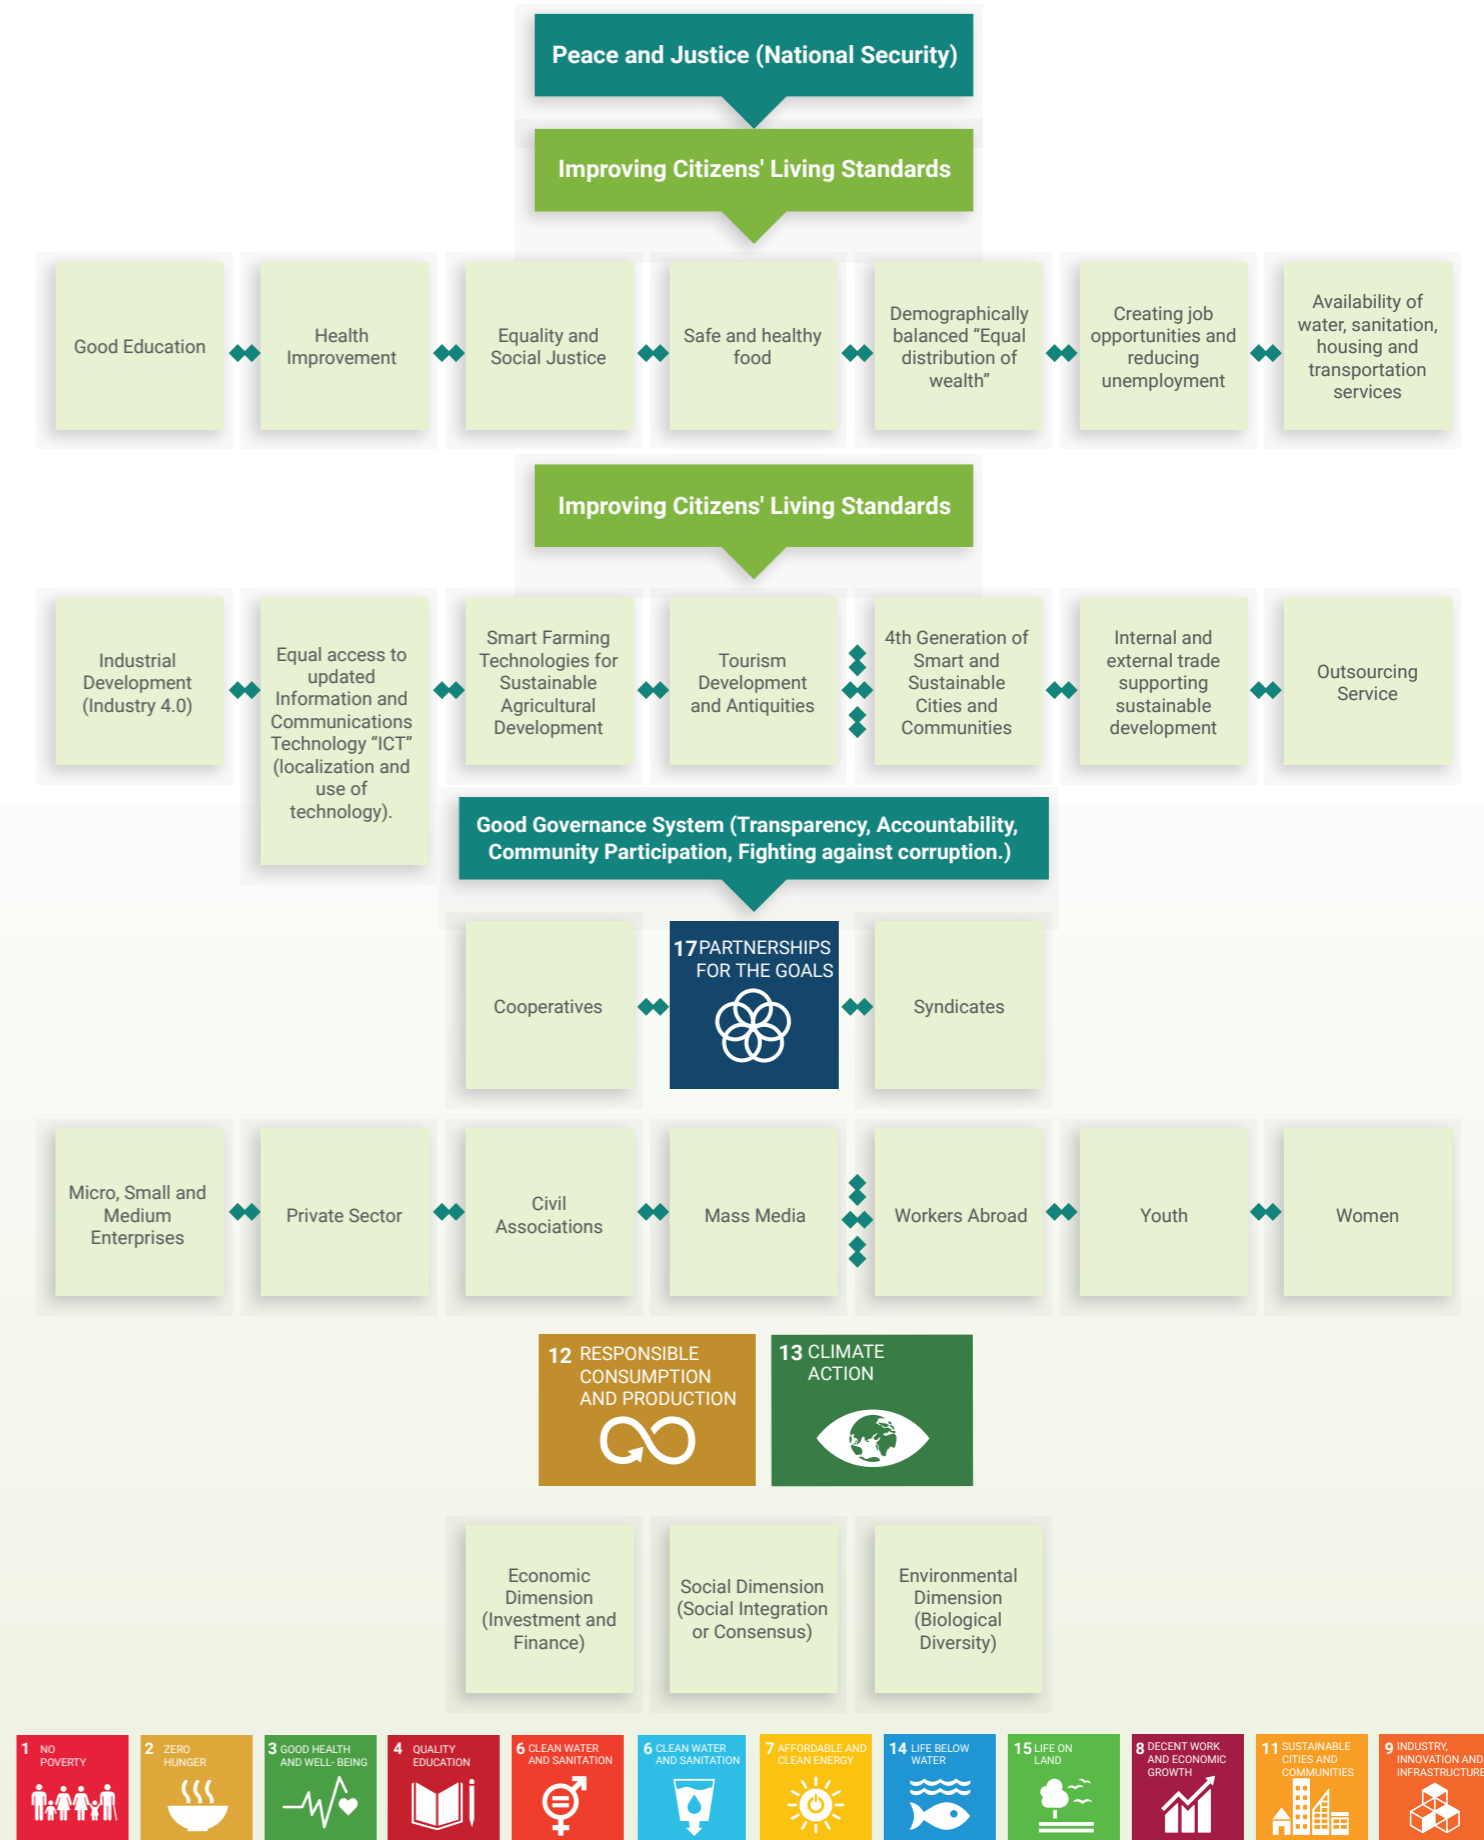 Peace and Justice (National Security)
Improving Citizens' Living Standards
Good Education
Health
Improvement
Equality and
Social Justice
Safe and healthy
food
Demographically
balanced “Equal
distribution of
wealth”
Creating job
opportunities and
reducing
unemployment
Availability of
water, sanitation,
housing and
transportation
services
Improving Citizens' Living Standards
Industrial
Development
(Industry 4.0)
Equal access to
updated
Information and
Communications
Technology “ICT”
(localization and
use of
technology).
Smart Farming
Technologies for
Sustainable
Agricultural
Development
Tourism
Development
and Antiquities
4th Generation of
Smart and
Sustainable
Cities and
Communities
Internal and
external trade
supporting
sustainable
development
Outsourcing
Service
Good Governance System (Transparency, Accountability,
Community Participation, Fighting against corruption.)
Cooperatives
17 PARTNERSHIPS
FOR THE GOALS
Syndicates
Micro, Small and
Medium
Enterprises
Private Sector
Civil
Associations
Mass Media
Workers Abroad
Youth
Women
12 RESPONSIBLE
CONSUMPTION
AND PRODUCTION
13 CLIMATE
ACTION
Economic
Dimension
(Investment and
Finance)
Social Dimension
(Social Integration
or Consensus)
Environmental
Dimension
(Biological
Diversity)
1 NO
POVERTY
2 ZERO
HUNGER
3 GOOD HEALTH
AND WELL- BEING
4 QUALITY
EDUCATION
6 CLEAN WATER
AND SANITATION
6 CLEAN WATER
AND SANITATION
7 AFFORDABLE AND
CLEAN ENERGY
14 LIFE BELOW
WATER
15 LIFE ON
LAND
8 DECENT WORK
AND ECONOMIC
GROWTH
11 SUSTAINABLE
CITIES AND
COMMUNITIES
9 INDUSTRY,
INNOVATION AND
INFRASTRUCTURE